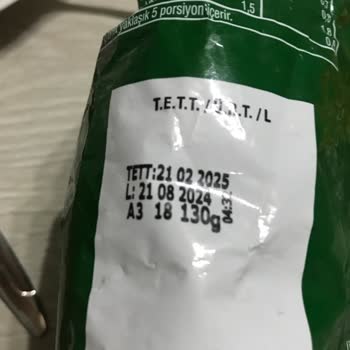 yaklaşık 5 porsiyon içerir.
1,5
T.E.T.T. / Ü.P.T. / L
TETT:21 02 2025
L: 21 08 2024
A3 18 130g